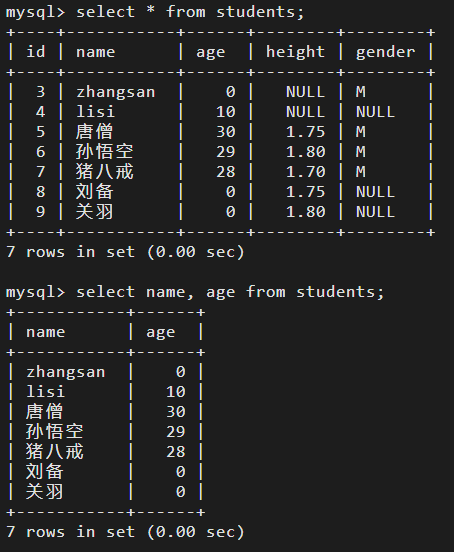 mysql> select * from students;
+----+-----------+------+--------+--------+
| id | name      | age  | height | gender |
+----+-----------+------+--------+--------+
|  3 | zhangsan  |    0 |   NULL | M      |
|  4 | lisi      |   10 |   NULL | NULL   |
|  5 | 唐僧      |   30 |   1.75 | M      |
|  6 | 孙悟空    |   29 |   1.80 | M      |
|  7 | 猪八戒    |   28 |   1.70 | M      |
|  8 | 刘备      |    0 |   1.75 | NULL   |
|  9 | 关羽      |    0 |   1.80 | NULL   |
+----+-----------+------+--------+--------+
7 rows in set (0.00 sec)

mysql> select name, age from students;
+-----------+------+
| name      | age  |
+-----------+------+
| zhangsan  |    0 |
| lisi      |   10 |
| 唐僧      |   30 |
| 孙悟空    |   29 |
| 猪八戒    |   28 |
| 刘备      |    0 |
| 关羽      |    0 |
+-----------+------+
7 rows in set (0.00 sec)